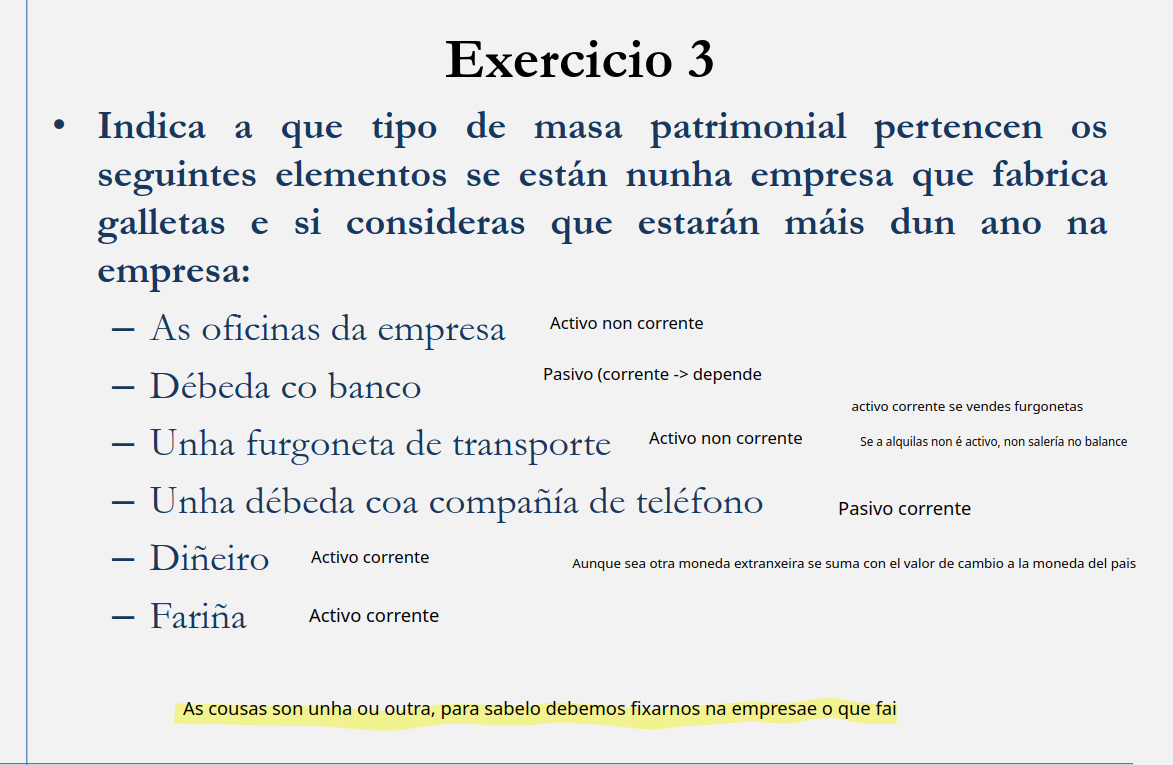 Exercicio 3
• Indica a que tipo de masa patrimonial pertencen os
seguintes elementos se están nunha empresa que fabrica
galletas e si consideras que estarán máis dun ano na
empresa:
– As oficinas da empresa Activo non corrente
– Débeda co banco Pasivo (corrente -> depende
activo corrente se vendes furgonetas
– Unha furgoneta de transporte Activo non corrente Se a alquilas non é activo, non salería no balance
– Unha débeda coa compañía de teléfono Pasivo corrente
– Diñeiro Activo corrente Aunque sea otra moneda extranxeira se suma con el valor de cambio a la moneda del pais
– Fariña Activo corrente
As cousas son unha ou outra, para sabelo debemos fixarnos na empresae o que fai